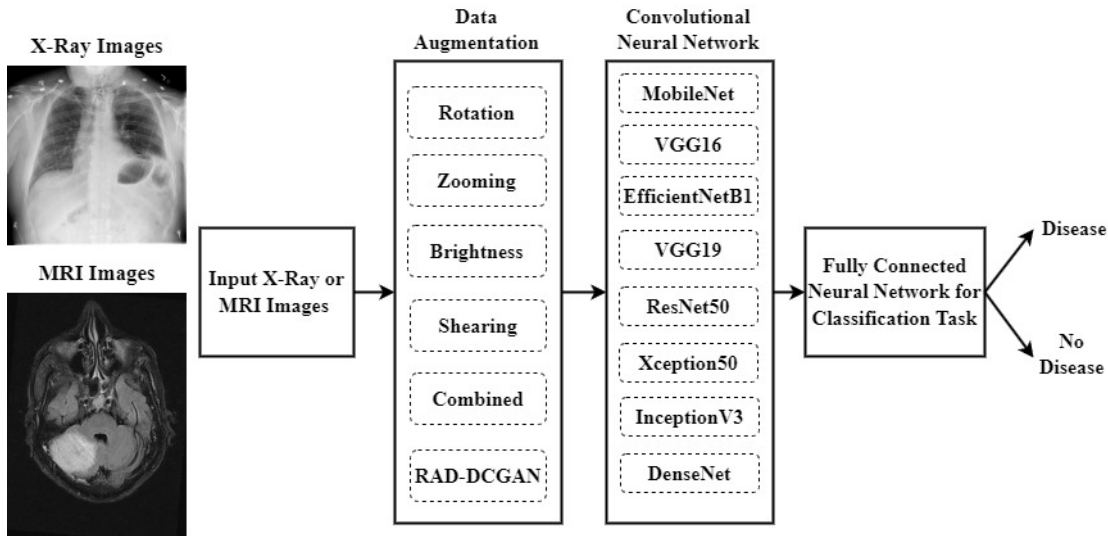 X-Ray Images
MRI Images
Input X-Ray or
MRI Images
Data
Augmentation
Rotation
Zooming
Brightness
Shearing
Combined
RAD-DCGAN
Convolutional
Neural Network
MobileNet
VGG16
EfficientNetB1
VGG19
ResNet50
Xception50
InceptionV3
DenseNet
Fully Connected
Neural Network for
Classification Task
Disease
No
Disease